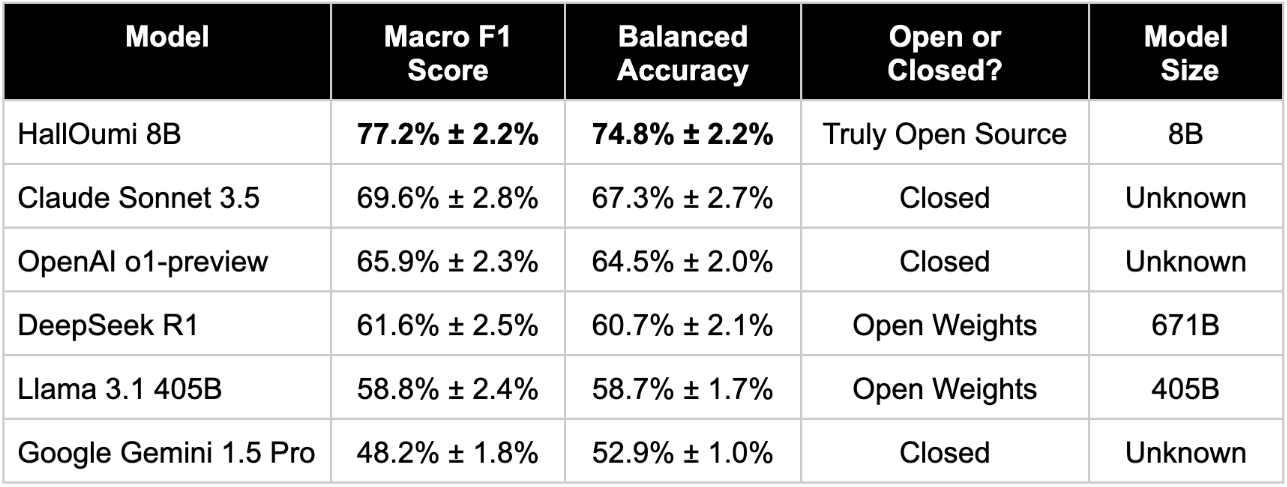 Model Macro F1 Score Balanced Accuracy Open or Closed? Model Size
HallOumi 8B 77.2% ± 2.2% 74.8% ± 2.2% Truly Open Source 8B
Claude Sonnet 3.5 69.6% ± 2.8% 67.3% ± 2.7% Closed Unknown
OpenAI o1-preview 65.9% ± 2.3% 64.5% ± 2.0% Closed Unknown
DeepSeek R1 61.6% ± 2.5% 60.7% ± 2.1% Open Weights 671B
Llama 3.1 405B 58.8% ± 2.4% 58.7% ± 1.7% Open Weights 405B
Google Gemini 1.5 Pro 48.2% ± 1.8% 52.9% ± 1.0% Closed Unknown